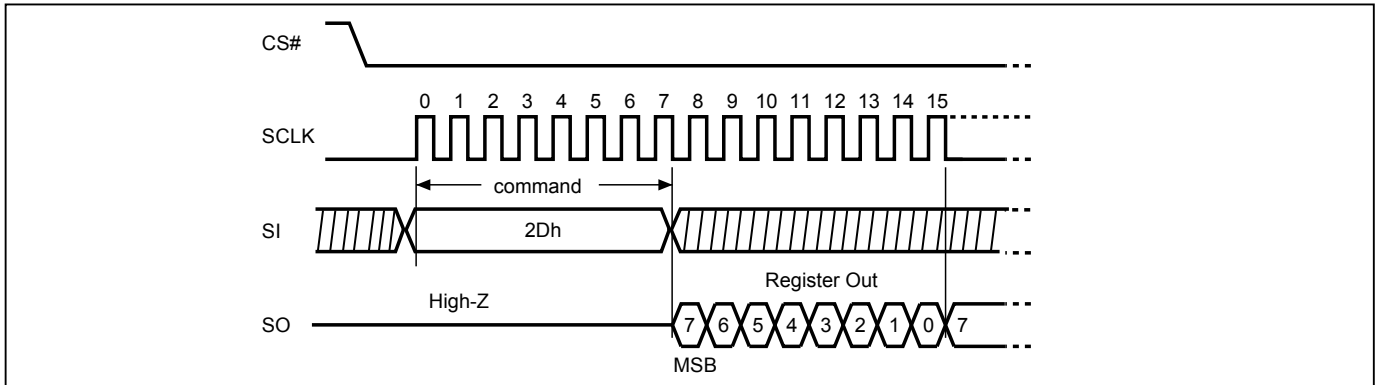 CS#
0 1 2 3 4 5 6 7 8 9 10 11 12 13 14 15
SCLK
command
SI
2Dh
Register Out
High-Z
SO
7 6 5 4 3 2 1 0 7
MSB